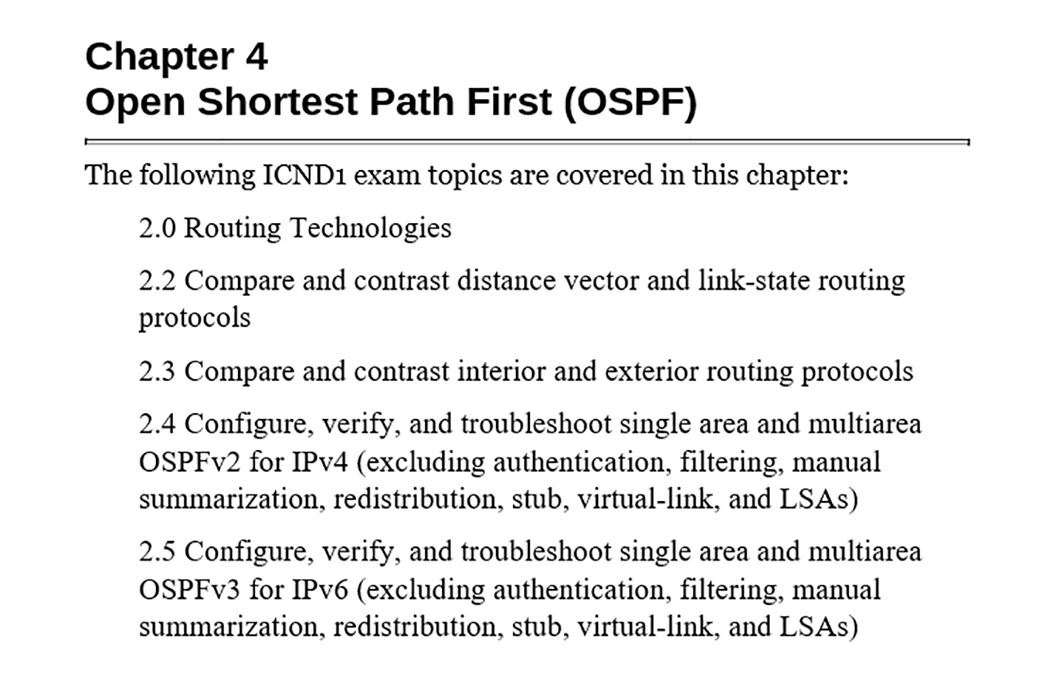 Chapter 4
Open Shortest Path First (OSPF)
The following ICND1 exam topics are covered in this chapter:
2.0 Routing Technologies
2.2 Compare and contrast distance vector and link-state routing
protocols
2.3 Compare and contrast interior and exterior routing protocols
2.4 Configure, verify, and troubleshoot single area and multiarea
OSPFv2 for IPv4 (excluding authentication, filtering, manual
summarization, redistribution, stub, virtual-link, and LSAs)
2.5 Configure, verify, and troubleshoot single area and multiarea
OSPFv3 for IPv6 (excluding authentication, filtering, manual
summarization, redistribution, stub, virtual-link, and LSAs)